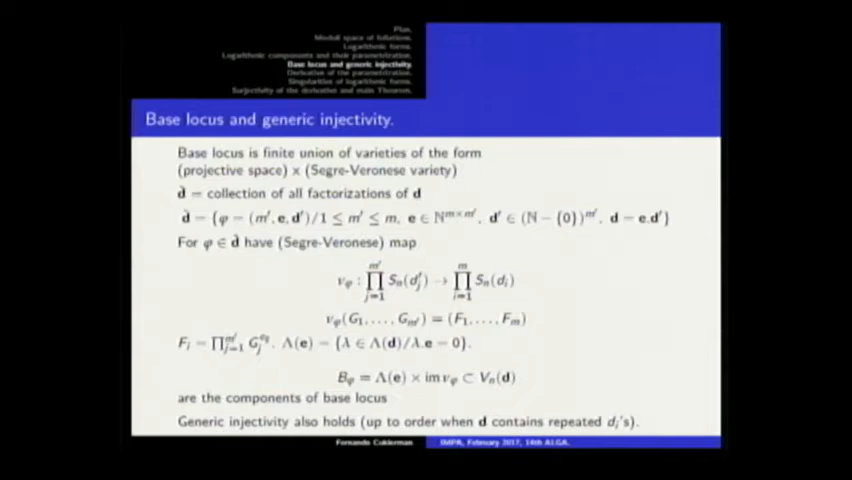 Plan.
Moduli space of foliations.
Logarithmic forms.
Logarithmic components and their parametrization.
Base locus and generic injectivity.
Derivative of the parametrization.
Singularities of logarithmic forms.
Surjectivity of the derivative and main Theorem.
Base locus and generic injectivity.
Base locus is finite union of varieties of the form
(projective space) × (Segre-Veronese variety)
d̃ = collection of all factorizations of d
d̃ = {φ = (m′, e, d′)/1 ≤ m′ ≤ m, e ∈ ℕ^{m×m′}, d′ ∈ (ℕ − {0})^{m′}, d = e.d′}
For φ ∈ d̃ have (Segre-Veronese) map
ν_φ : ∏_{j=1}^{m′} S_n(d′_j) → ∏_{i=1}^{m} S_n(d_i)
ν_φ(G_1, . . . , G_{m′}) = (F_1, . . . , F_m)
F_i = ∏_{j=1}^{m′} G_j^{e_{ij}}. Λ(e) = {λ ∈ Λ(d)/λ.e = 0}.
B_φ = Λ(e) × im ν_φ ⊂ V_n(d)
are the components of base locus
Generic injectivity also holds (up to order when d contains repeated d_i's).
Fernando Cukierman IMPA, February 2017, 14th ALGA.